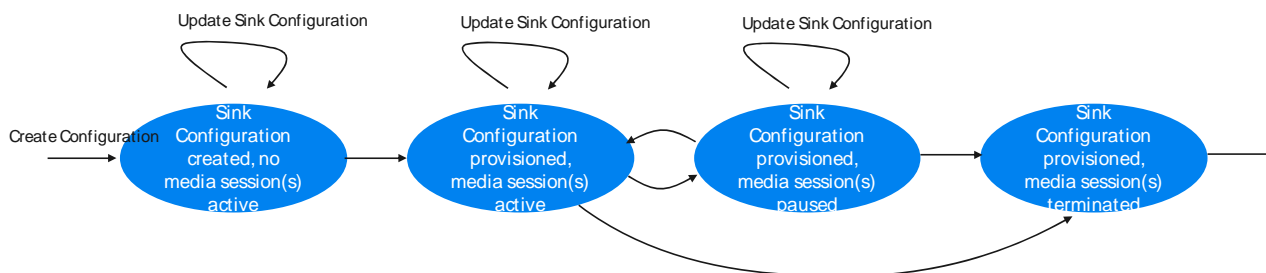 Update Sink Configuration
Update Sink Configuration
Update Sink Configuration
Create Configuration
Sink
Configuration
created, no
media session(s)
active
Sink
Configuration
provisioned,
media session(s)
active
Sink
Configuration
provisioned,
media session(s)
paused
Sink
Configuration
provisioned,
media session(s)
terminated